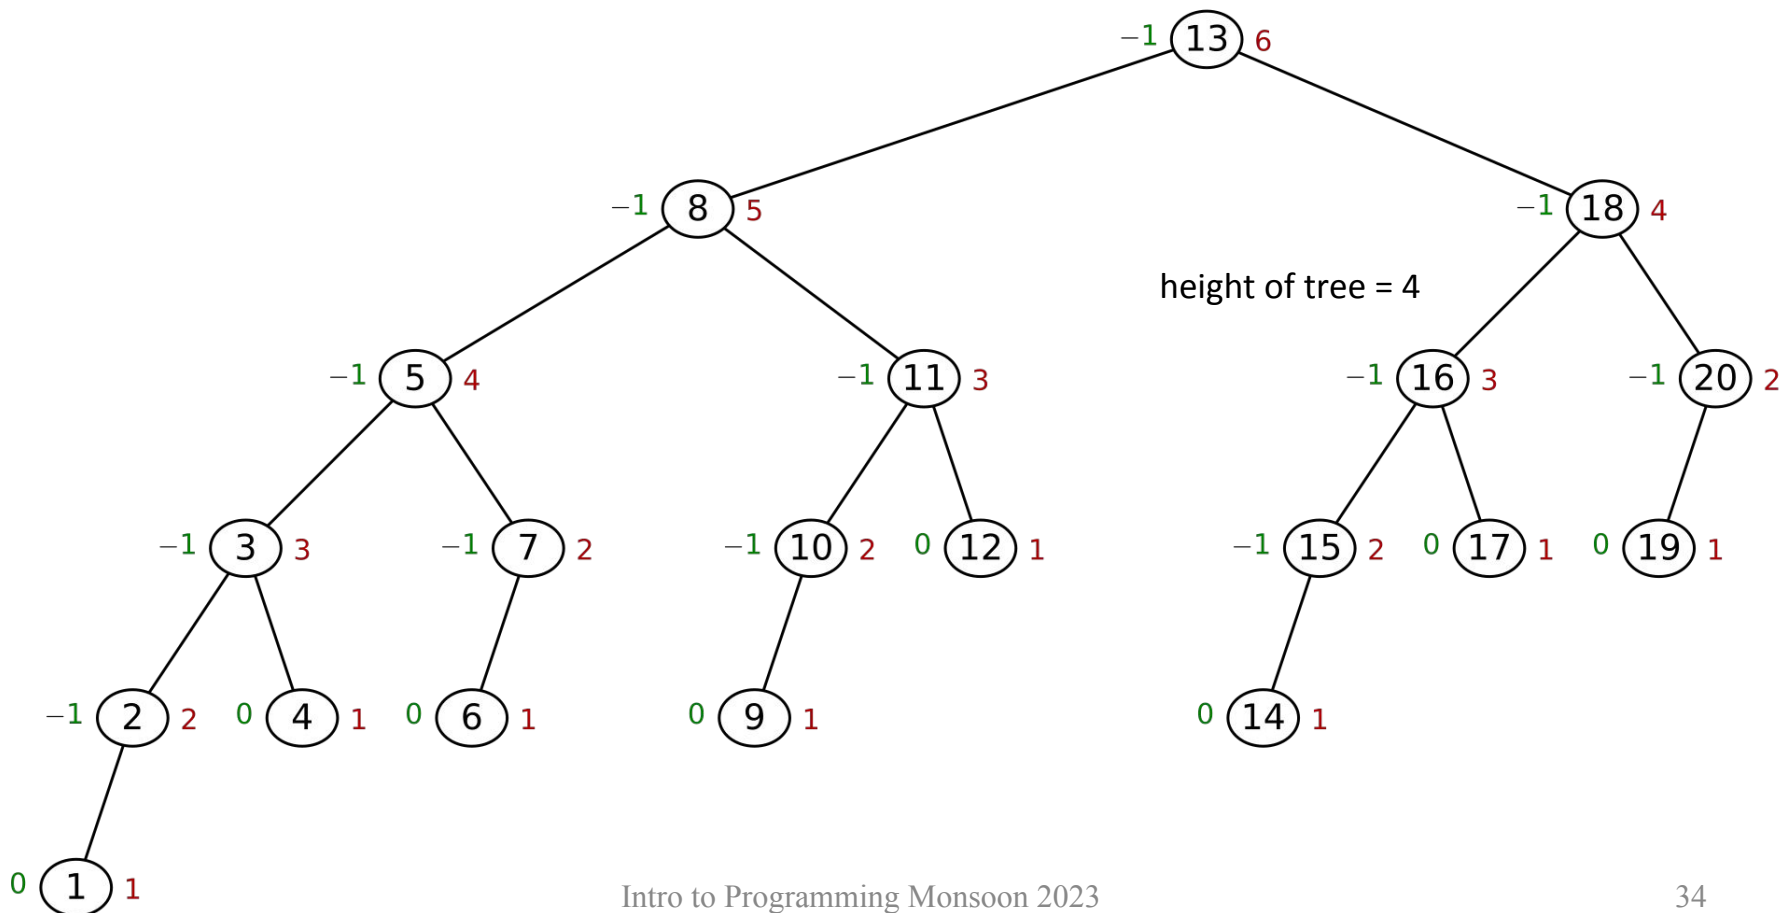 −1 13 6
−1 8 5
−1 18 4
height of tree = 4
−1 5 4
−1 11 3
−1 16 3
−1 20 2
−1 3 3
−1 7 2
−1 10 2
0 12 1
−1 15 2
0 17 1
0 19 1
−1 2 2
0 4 1
0 6 1
0 9 1
0 14 1
0 1 1
Intro to Programming Monsoon 2023
34